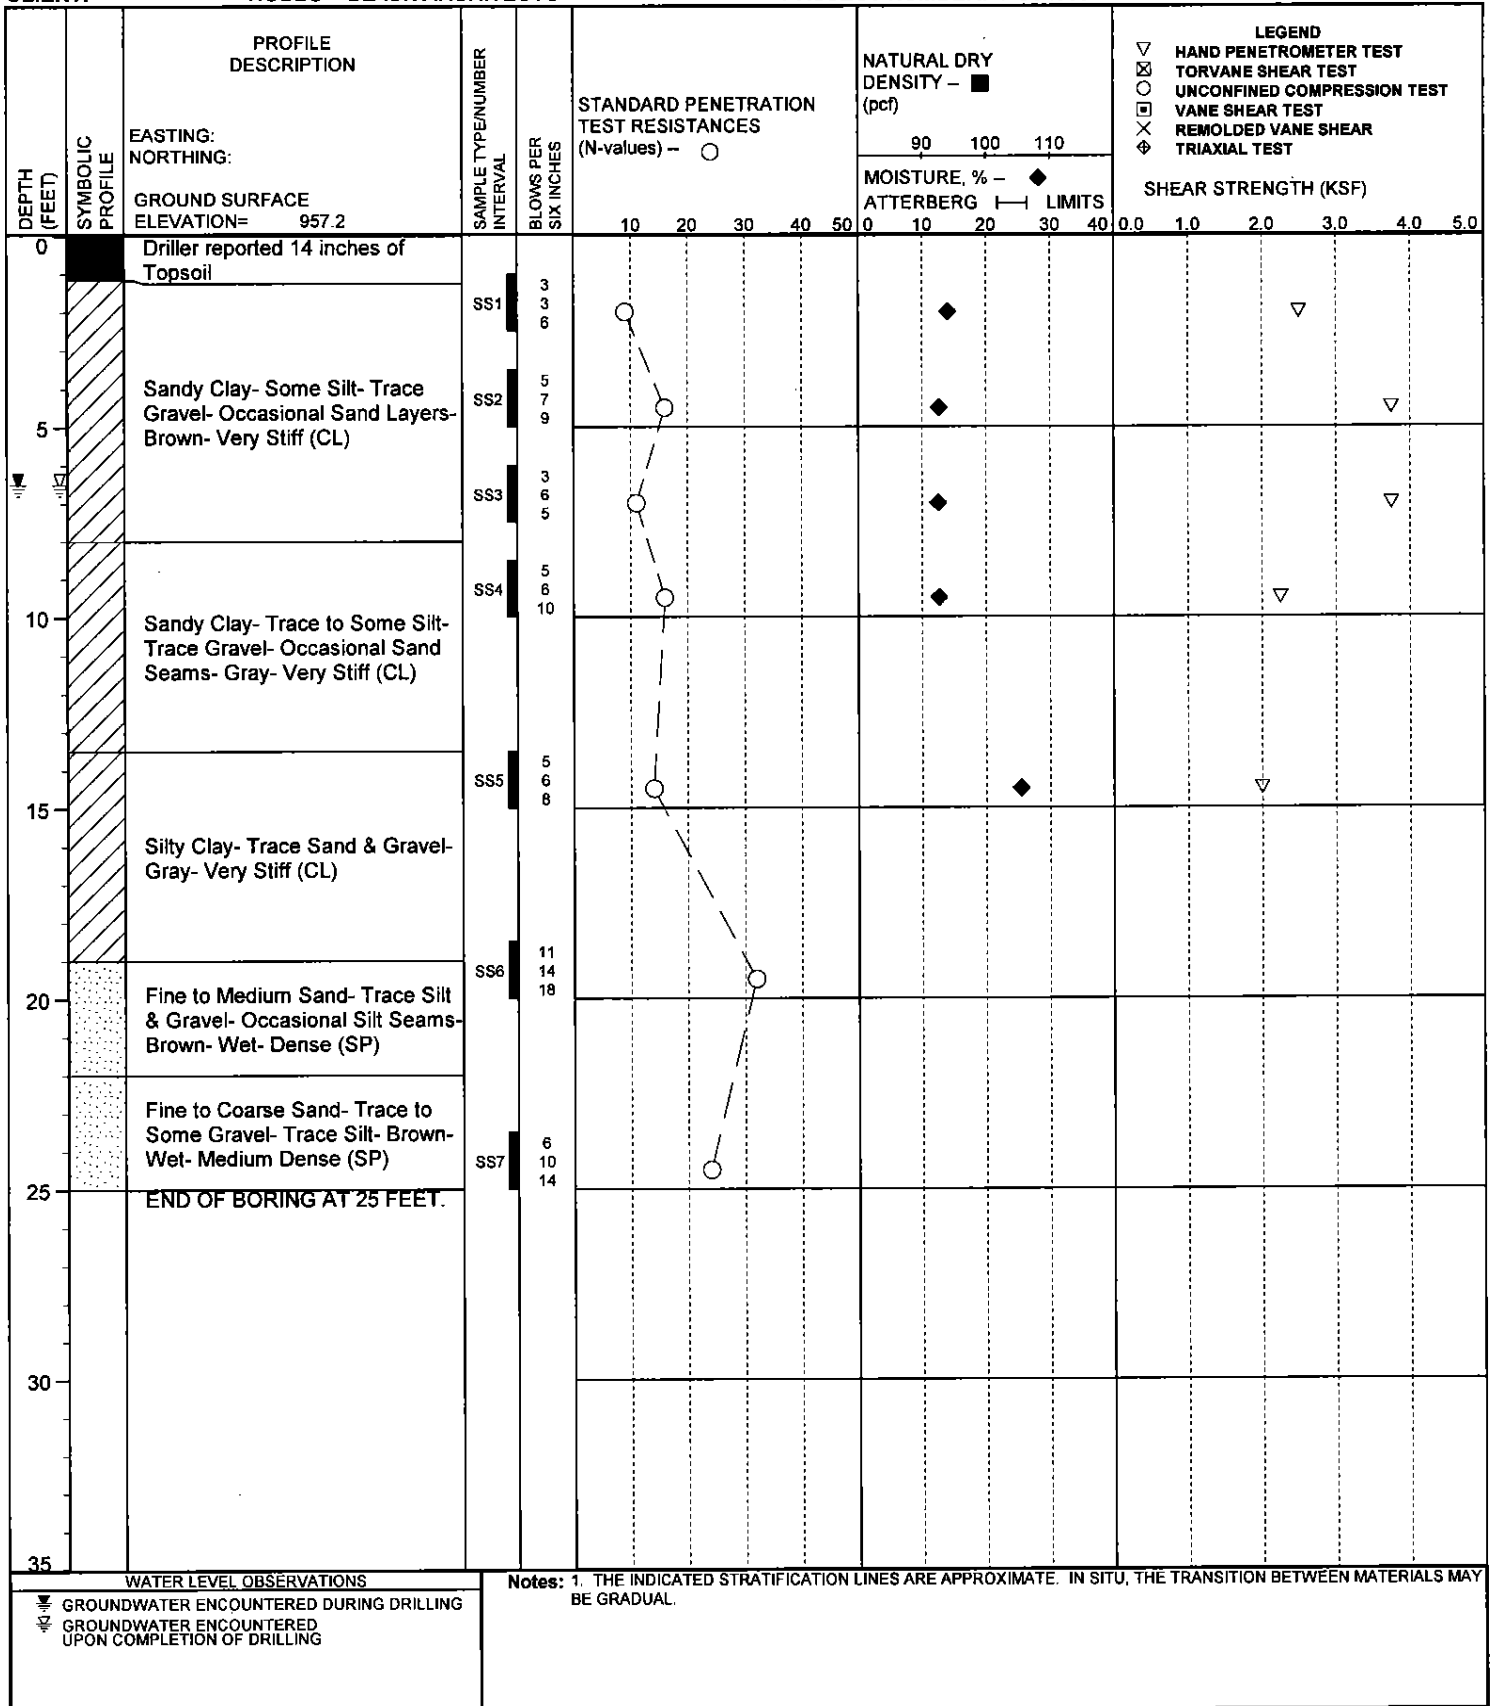 PROFILE
DESCRIPTION
EASTING:
NORTHING:
GROUND SURFACE
ELEVATION= 957.2
DEPTH
(FEET)
SYMBOLIC
PROFILE
SAMPLE TYPE/NUMBER
INTERVAL
BLOWS PER
SIX INCHES
STANDARD PENETRATION
TEST RESISTANCES
(N-values) –
10 20 30 40 50
NATURAL DRY
DENSITY –
(pcf)
90 100 110
MOISTURE, % –
ATTERBERG LIMITS
0 10 20 30 40
LEGEND
HAND PENETROMETER TEST
TORVANE SHEAR TEST
UNCONFINED COMPRESSION TEST
VANE SHEAR TEST
REMOLDED VANE SHEAR
TRIAXIAL TEST
SHEAR STRENGTH (KSF)
0.0 1.0 2.0 3.0 4.0 5.0
0
Driller reported 14 inches of
Topsoil
SS1
3
3
6
Sandy Clay- Some Silt- Trace
Gravel- Occasional Sand Layers-
Brown- Very Stiff (CL)
SS2
5
7
9
5
SS3
3
6
5
SS4
5
6
10
10
Sandy Clay- Trace to Some Silt-
Trace Gravel- Occasional Sand
Seams- Gray- Very Stiff (CL)
SS5
5
6
8
15
Silty Clay- Trace Sand & Gravel-
Gray- Very Stiff (CL)
SS6
11
14
18
20
Fine to Medium Sand- Trace Silt
& Gravel- Occasional Silt Seams-
Brown- Wet- Dense (SP)
Fine to Coarse Sand- Trace to
Some Gravel- Trace Silt- Brown-
Wet- Medium Dense (SP)
SS7
6
10
14
25
END OF BORING AT 25 FEET.
30
35
WATER LEVEL OBSERVATIONS
GROUNDWATER ENCOUNTERED DURING DRILLING
GROUNDWATER ENCOUNTERED
UPON COMPLETION OF DRILLING
Notes: 1. THE INDICATED STRATIFICATION LINES ARE APPROXIMATE. IN SITU, THE TRANSITION BETWEEN MATERIALS MAY
BE GRADUAL.